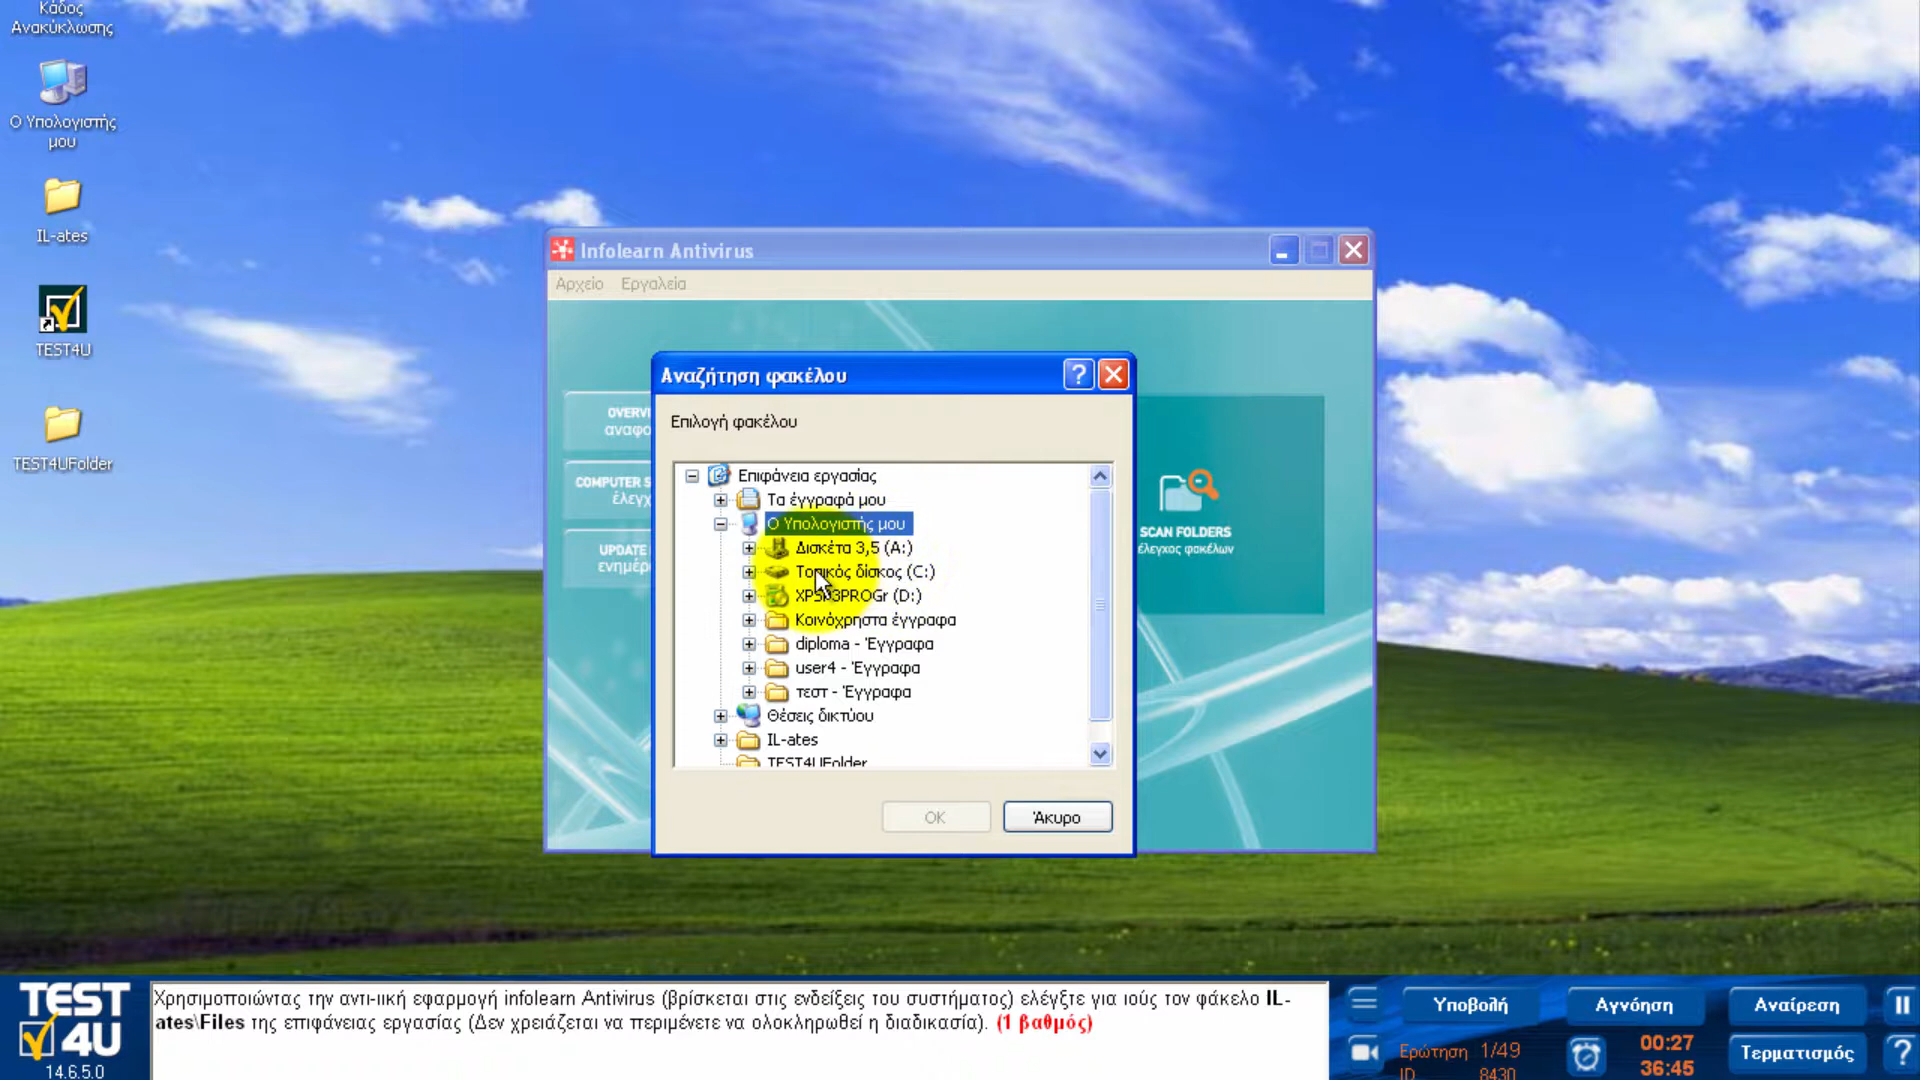 Κάδος
Ανακύκλωσης
Ο Υπολογιστής
μου
IL-ates
TEST4U
TEST4UFolder
Infolearn Antivirus
Αρχείο Εργαλεία
OVERV
αναφο
COMPUTER S
έλεγχ
UPDATE
ενημέρ
SCAN FOLDERS
έλεγχος φακέλων
Αναζήτηση φακέλου
Επιλογή φακέλου
Επιφάνεια εργασίας
Τα έγγραφά μου
Ο Υπολογιστής μου
Δισκέτα 3,5 (A:)
Τοπικός δίσκος (C:)
XPSP3PROGr (D:)
Κοινόχρηστα έγγραφα
diploma - Έγγραφα
user4 - Έγγραφα
τεστ - Έγγραφα
Θέσεις δικτύου
IL-ates
TEST4UFolder
OK Άκυρο
TEST
4U
14.6.5.0
Χρησιμοποιώντας την αντι-ιική εφαρμογή infolearn Antivirus (βρίσκεται στις ενδείξεις του συστήματος) ελέγξτε για ιούς τον φάκελο IL-
ates\Files της επιφάνειας εργασίας (Δεν χρειάζεται να περιμένετε να ολοκληρωθεί η διαδικασία). (1 βαθμός)
Υποβολή Αγνόηση Αναίρεση
Ερώτηση 1/49
ID 8430
00:27
36:45
Τερματισμός